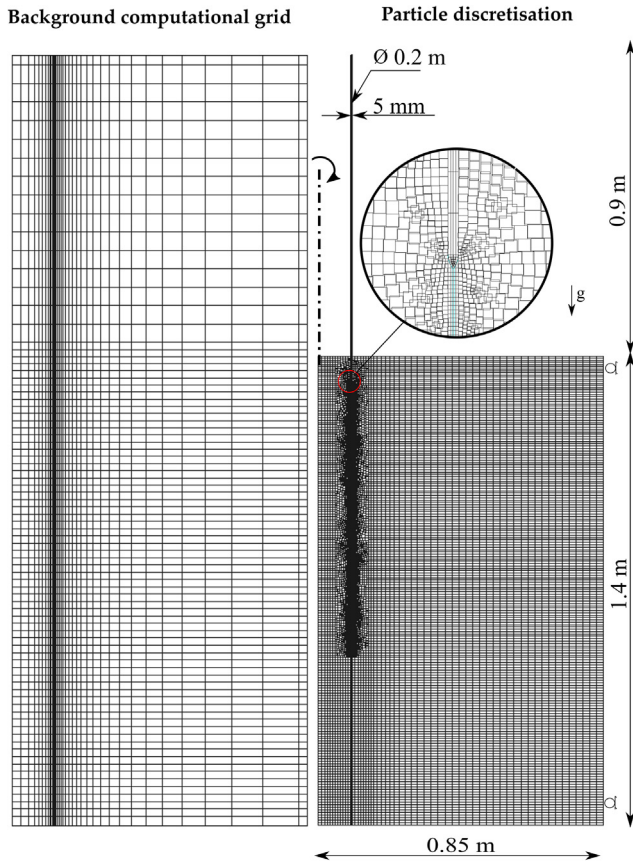 Background computational grid
Particle discretisation
Ø 0.2 m
5 mm
0.9 m
g
1.4 m
0.85 m